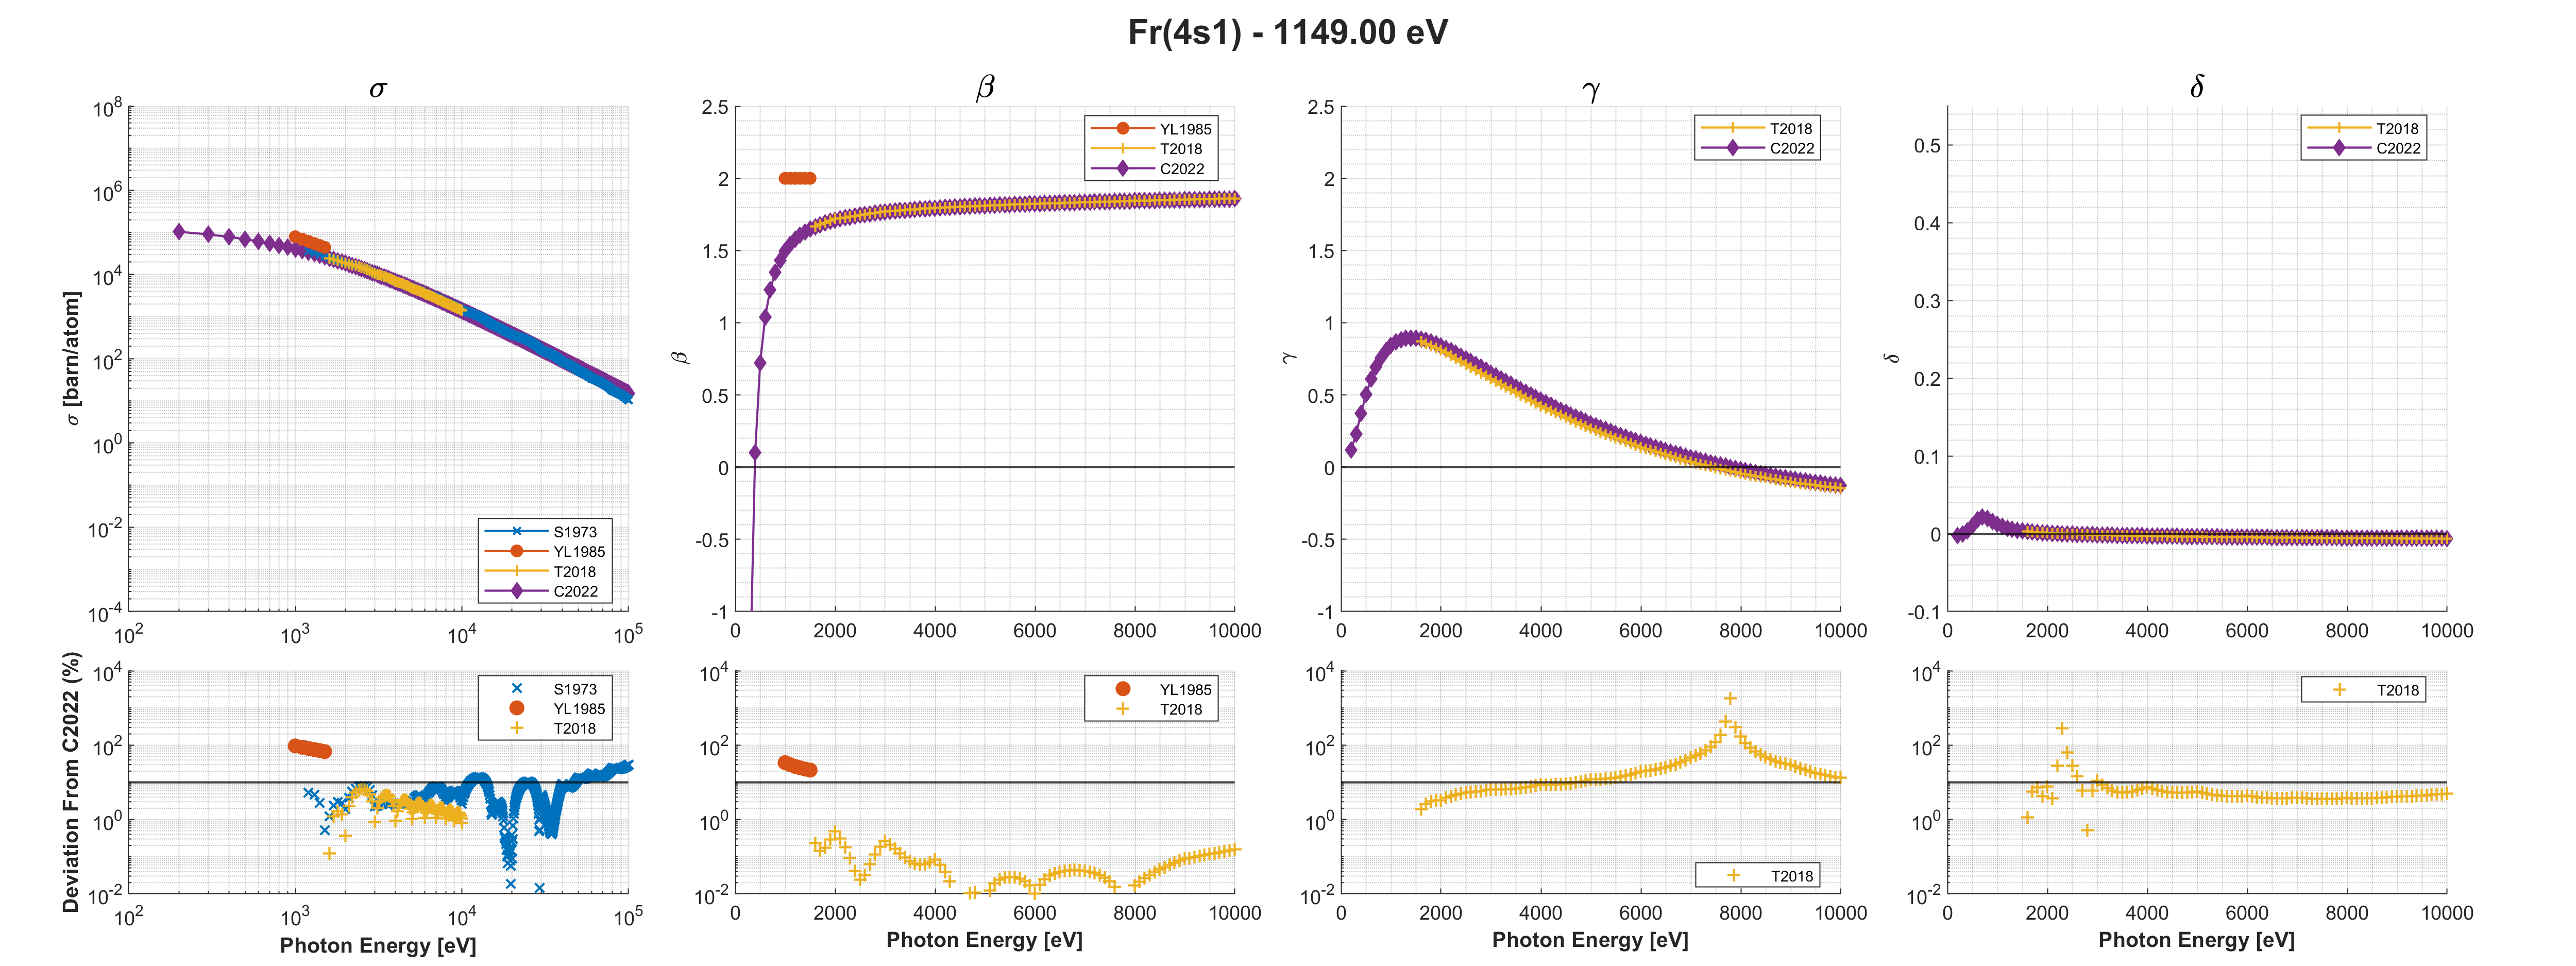 Fr(4s1) - 1149.00 eV
σ
10^8
10^6
10^4
10^2
10^0
10^-2
10^-4
10^2
10^3
10^4
10^5
σ [barn/atom]
S1973
YL1985
T2018
C2022
β
2.5
2
1.5
1
0.5
0
-0.5
-1
0
2000
4000
6000
8000
10000
β
YL1985
T2018
C2022
γ
2.5
2
1.5
1
0.5
0
-0.5
-1
0
2000
4000
6000
8000
10000
γ
T2018
C2022
δ
0.5
0.4
0.3
0.2
0.1
0
-0.1
0
2000
4000
6000
8000
10000
δ
T2018
C2022
Deviation From C2022 (%)
10^4
10^2
10^0
10^-2
10^2
10^3
10^4
10^5
Photon Energy [eV]
S1973
YL1985
T2018
10^4
10^2
10^0
10^-2
0
2000
4000
6000
8000
10000
Photon Energy [eV]
YL1985
T2018
10^4
10^2
10^0
10^-2
0
2000
4000
6000
8000
10000
Photon Energy [eV]
T2018
10^4
10^2
10^0
10^-2
0
2000
4000
6000
8000
10000
Photon Energy [eV]
T2018